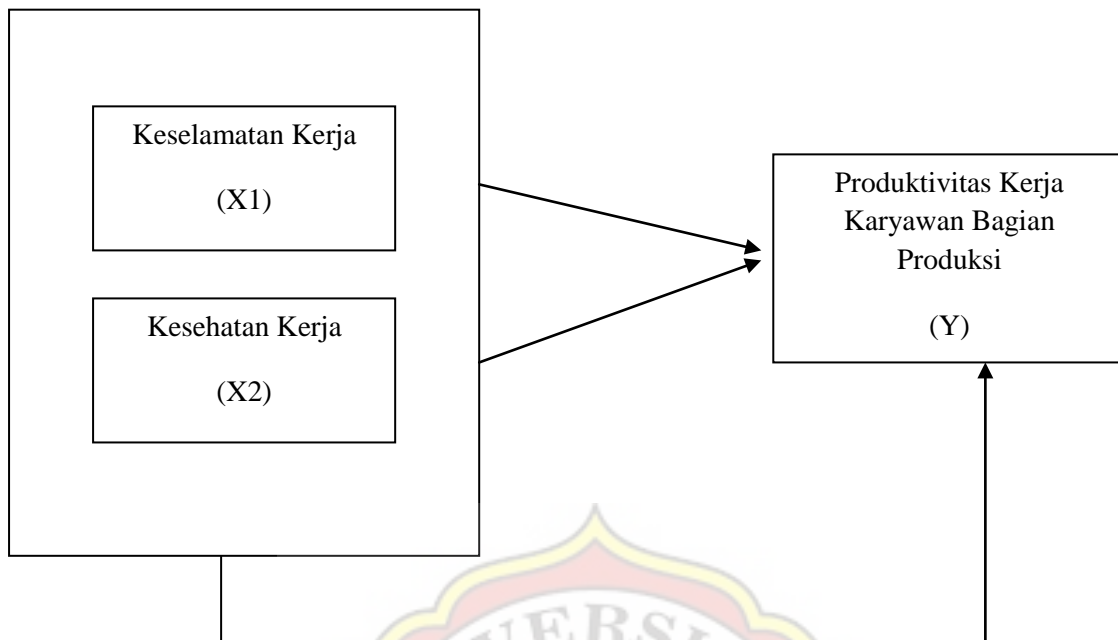 Keselamatan Kerja
(X1)
Kesehatan Kerja
(X2)
Produktivitas Kerja
Karyawan Bagian
Produksi
(Y)